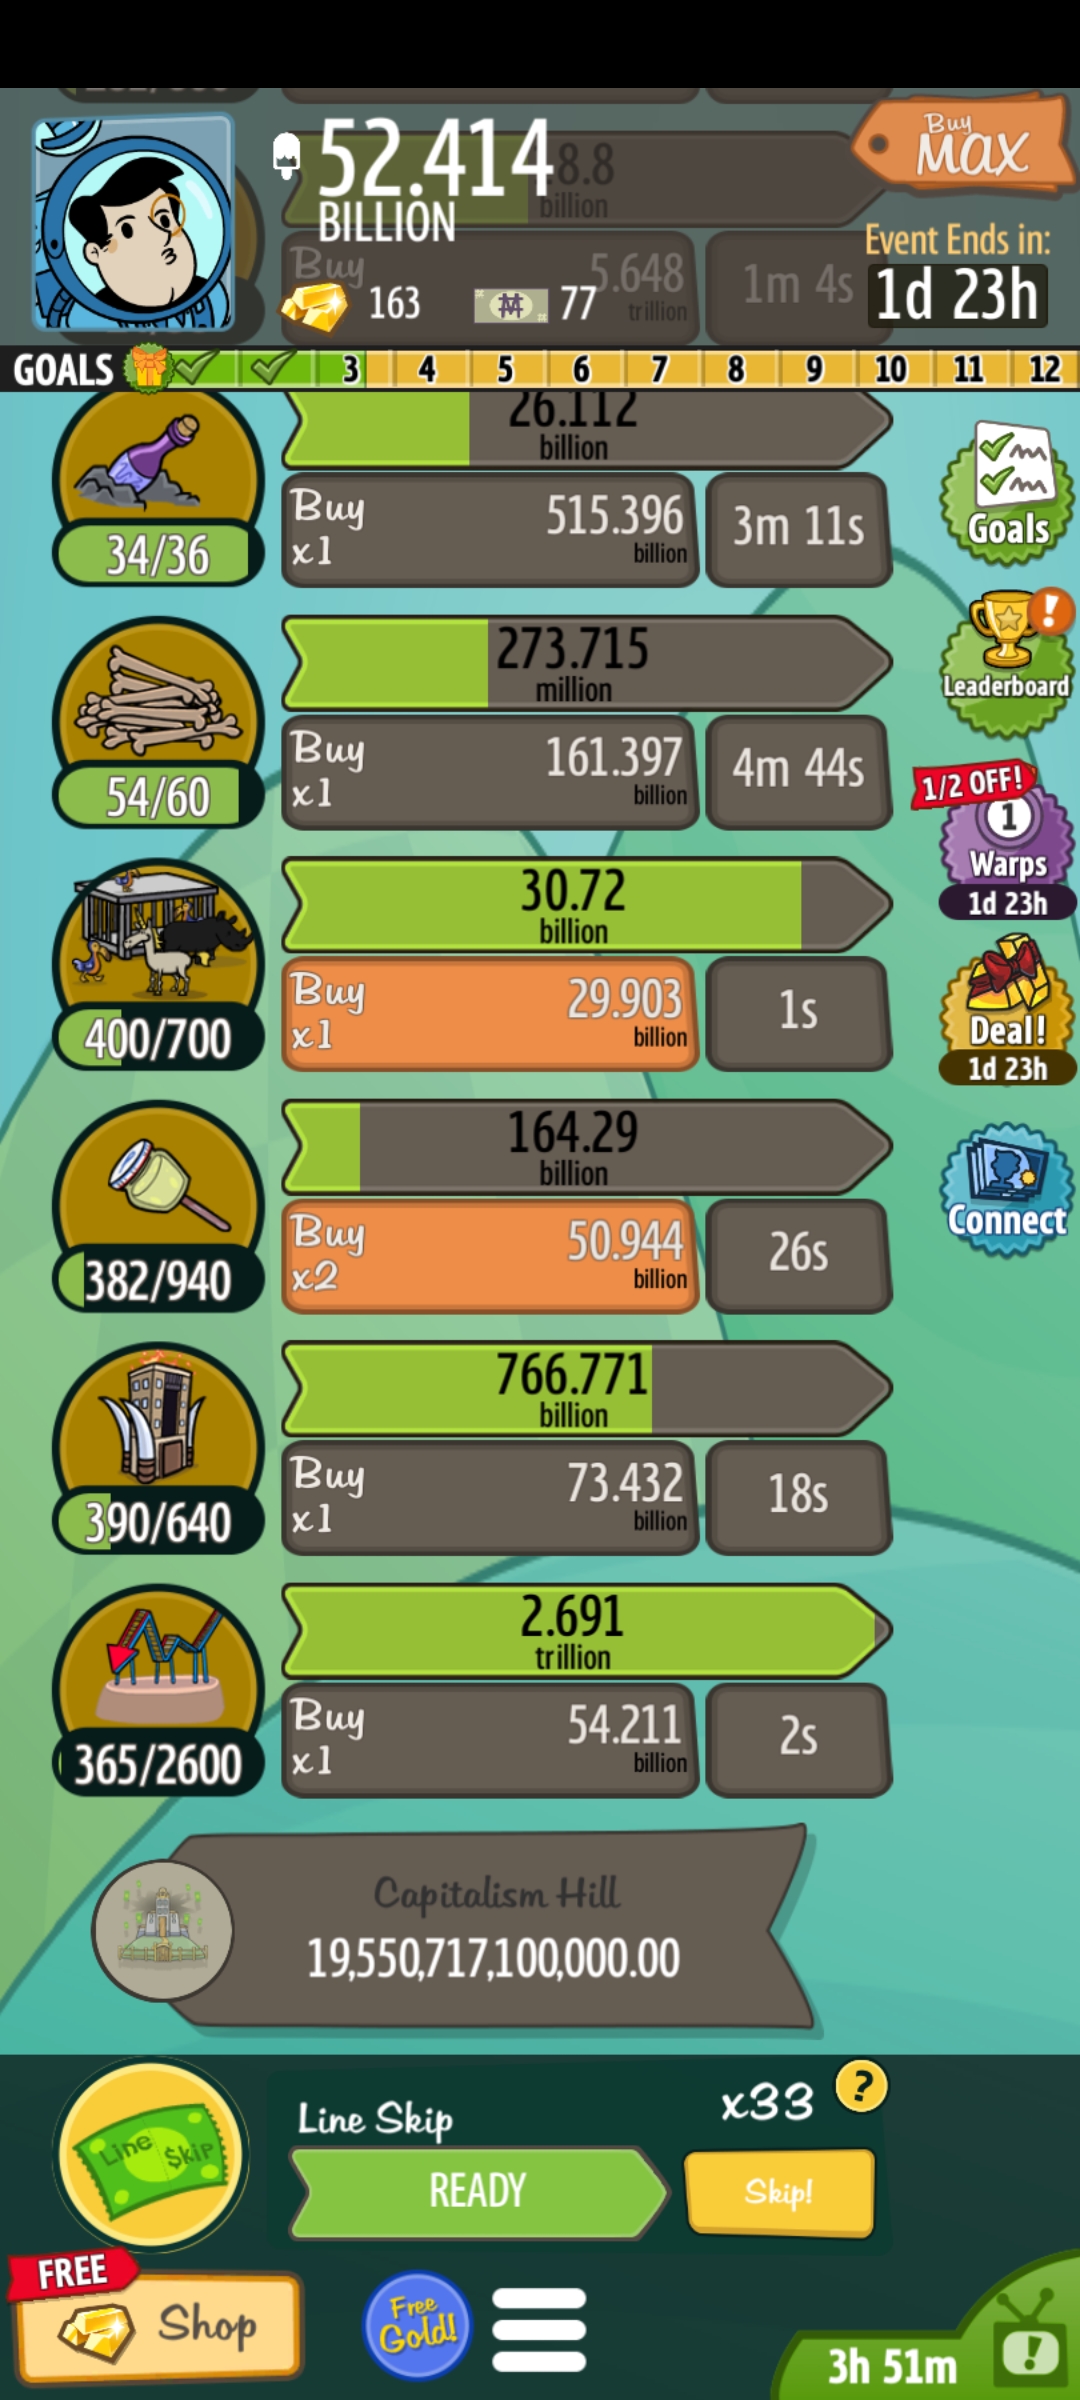 52.414
BILLION
8.8
billion
Buy
MAX
Buy
5.648
trillion
1m 4s
163
77
Event Ends in:
1d 23h
GOALS
3 4 5 6 7 8 9 10 11 12
26.112
billion
34/36
Buy
x1
515.396
billion
3m 11s
Goals
273.715
million
54/60
Buy
x1
161.397
billion
4m 44s
Leaderboard
1/2 OFF!
1
Warps
1d 23h
30.72
billion
400/700
Buy
x1
29.903
billion
1s
Deal!
1d 23h
164.29
billion
382/940
Buy
x2
50.944
billion
26s
Connect
766.771
billion
390/640
Buy
x1
73.432
billion
18s
2.691
trillion
365/2600
Buy
x1
54.211
billion
2s
Capitalism Hill
19,550,717,100,000.00
Line $kip
Line Skip
x33
?
READY
Skip!
FREE
Shop
Free
Gold!
3h 51m